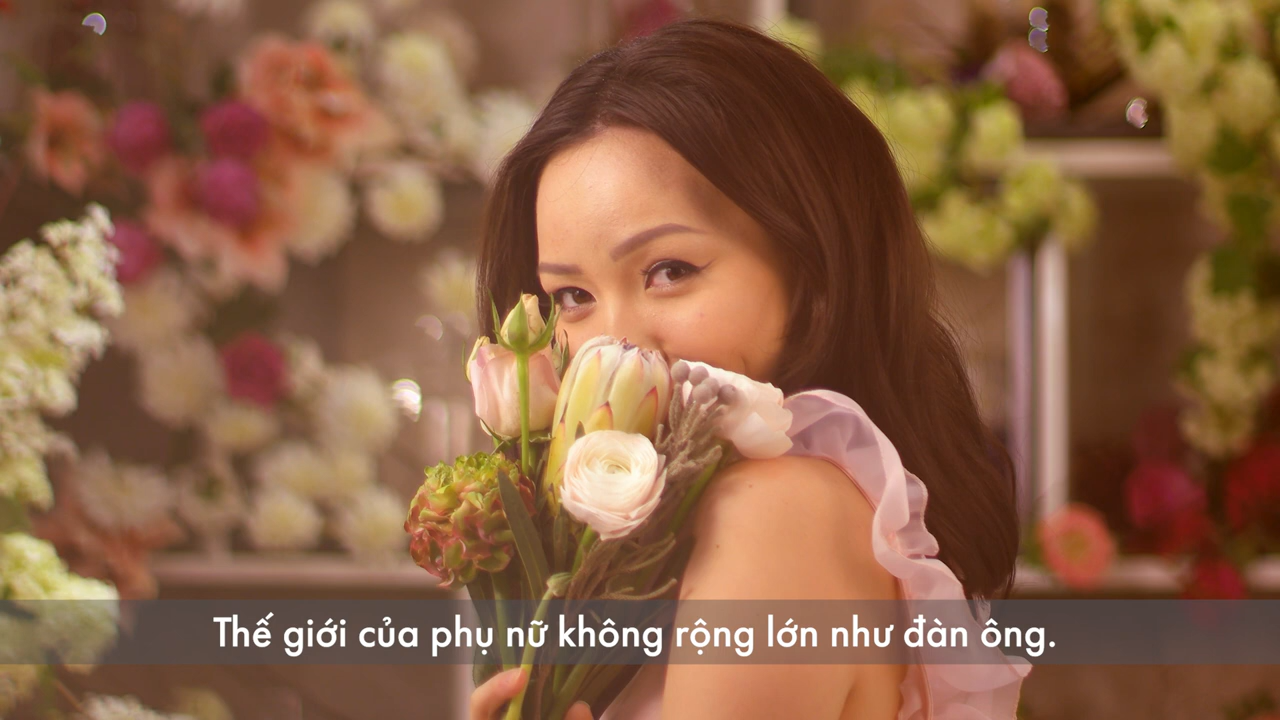 Thế giới của phụ nữ không rộng lớn như đàn ông.